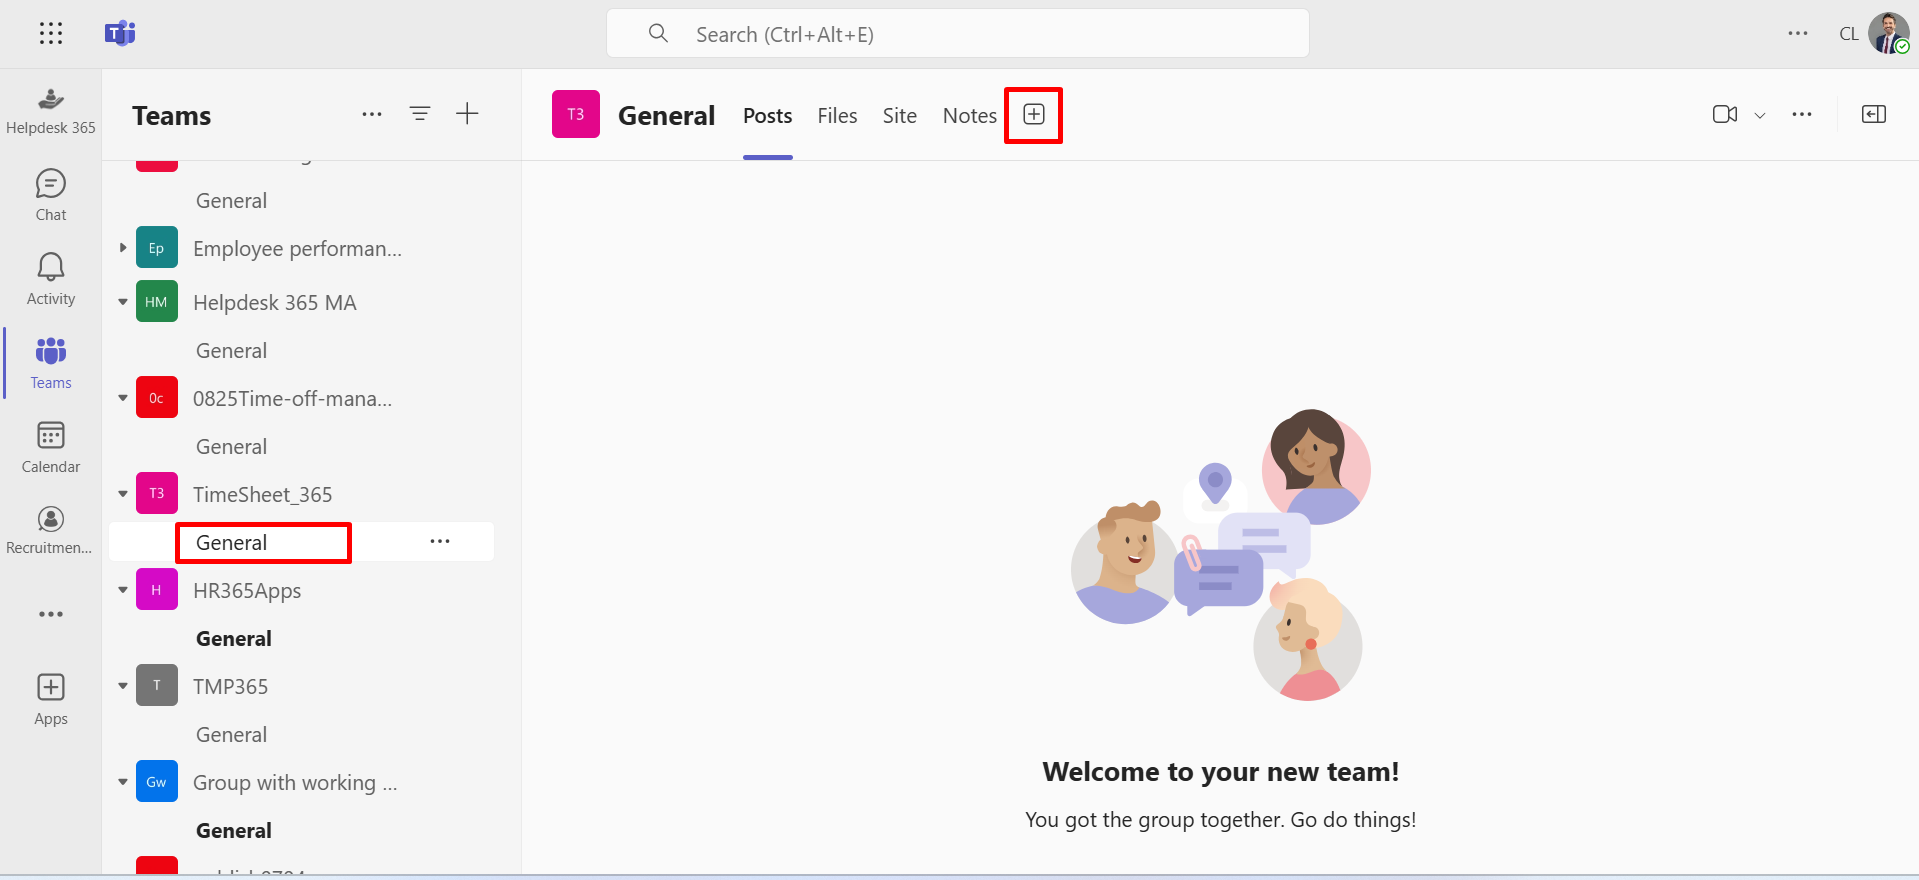 Search (Ctrl+Alt+E)
CL
Helpdesk 365
Chat
Activity
Teams
Calendar
Recruitmen...
Apps
Teams
General
Ep Employee performan...
HM Helpdesk 365 MA
General
0c 0825Time-off-mana...
General
T3 TimeSheet_365
General
H HR365Apps
General
T TMP365
General
Gw Group with working ...
General
T3 General Posts Files Site Notes
Welcome to your new team!
You got the group together. Go do things!